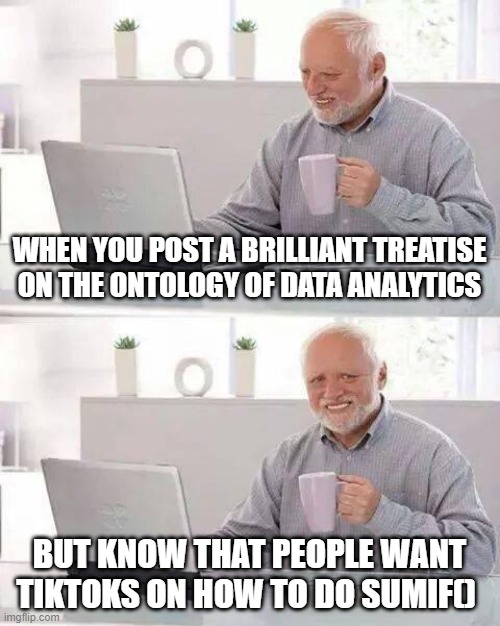 WHEN YOU POST A BRILLIANT TREATISE
ON THE ONTOLOGY OF DATA ANALYTICS
BUT KNOW THAT PEOPLE WANT
TIKTOKS ON HOW TO DO SUMIF()
imgflip.com